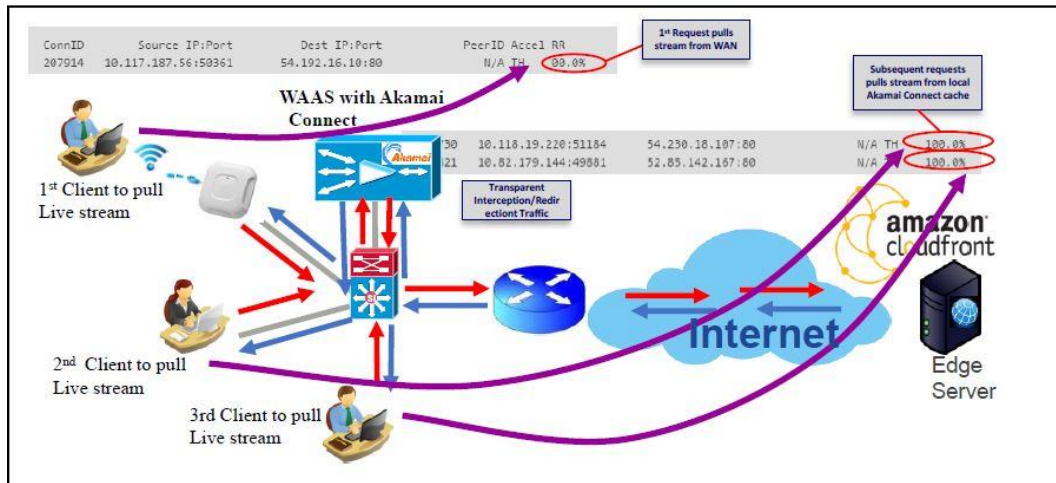 ConnID Source IP:Port Dest IP:Port PeerID Accel RR
207914 10.117.187.56:50361 54.192.16.10:80 N/A TH 00.0%
1st Request pulls
stream from WAN
Subsequent requests
pulls stream from local
Akamai Connect cache
WAAS with Akamai
Connect
730 10.118.19.220:51184 54.230.18.107:80 N/A TH 100.0%
821 10.82.179.144:49881 52.85.142.167:80 N/A 100.0%
Akamai
1st Client to pull
Live stream
Transparent
Interception/Redir
ectiont Traffic
amazon
cloudfront
SI
Internet
2nd Client to pull
Live stream
Edge
Server
3rd Client to pull
Live stream